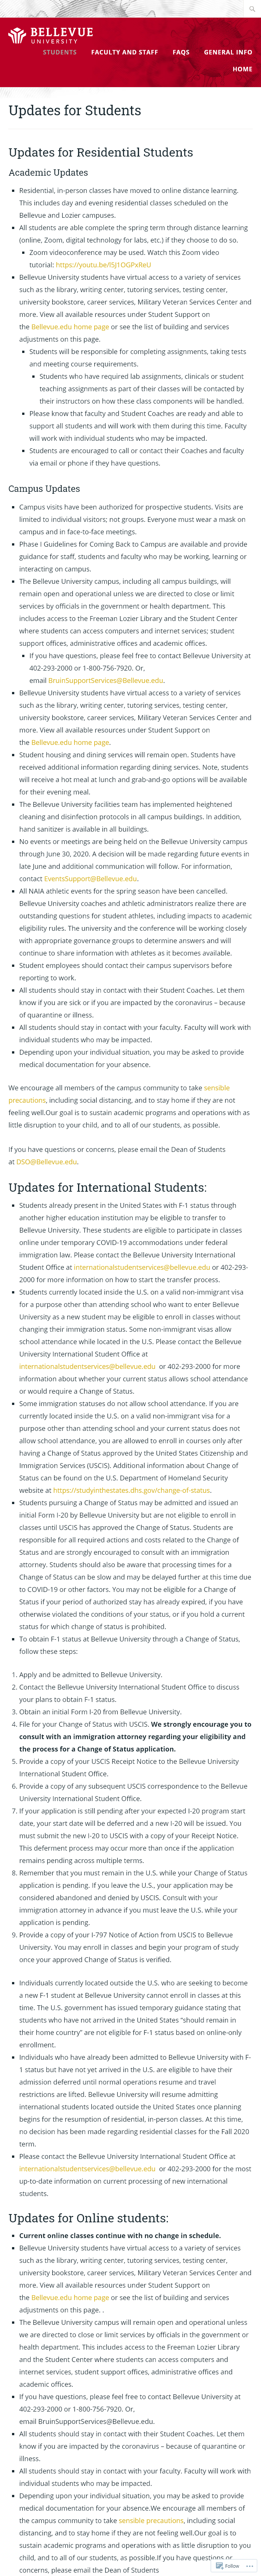 BELLEVUE
UNIVERSITY
STUDENTS FACULTY AND STAFF FAQS GENERAL INFO
HOME
Updates for Students
Updates for Residential Students
Academic Updates
• Residential, in-person classes have moved to online distance learning.
This includes day and evening residential classes scheduled on the
Bellevue and Lozier campuses.
• All students are able complete the spring term through distance learning
(online, Zoom, digital technology for labs, etc.) if they choose to do so.
• Zoom videoconference may be used. Watch this Zoom video
tutorial:
• Bellevue University students have virtual access to a variety of services
such as the library, writing center, tutoring services, testing center,
university bookstore, career services, Military Veteran Services Center and
more. View all available resources under Student Support on
the Bellevue.edu home page or see the list of building and services
adjustments on this page.
• Students will be responsible for completing assignments, taking tests
and meeting course requirements.
• Students who have required lab assignments, clinicals or student
teaching assignments as part of their classes will be contacted by
their instructors on how these class components will be handled.
• Please know that faculty and Student Coaches are ready and able to
support all students and will work with them during this time. Faculty
will work with individual students who may be impacted.
• Students are encouraged to call or contact their Coaches and faculty
via email or phone if they have questions.
Campus Updates
• Campus visits have been authorized for prospective students. Visits are
limited to individual visitors; not groups. Everyone must wear a mask on
campus and in face-to-face meetings.
• Phase I Guidelines for Coming Back to Campus are available and provide
guidance for staff, students and faculty who may be working, learning or
interacting on campus.
• The Bellevue University campus, including all campus buildings, will
remain open and operational unless we are directed to close or limit
services by officials in the government or health department. This
includes access to the Freeman Lozier Library and the Student Center
where students can access computers and internet services; student
support offices, administrative offices and academic offices.
• If you have questions, please feel free to contact Bellevue University at
402-293-2000 or 1-800-756-7920. Or,
email BruinSupportServices@Bellevue.edu.
• Bellevue University students have virtual access to a variety of services
such as the library, writing center, tutoring services, testing center,
university bookstore, career services, Military Veteran Services Center and
more. View all available resources under Student Support on
the Bellevue.edu home page.
• Student housing and dining services will remain open. Students have
received additional information regarding dining services. Note, students
will receive a hot meal at lunch and grab-and-go options will be available
for their evening meal.
• The Bellevue University facilities team has implemented heightened
cleaning and disinfection protocols in all campus buildings. In addition,
hand sanitizer is available in all buildings.
• No events or meetings are being held on the Bellevue University campus
through June 30, 2020. A decision will be made regarding future events in
late June and additional communication will follow. For information,
contact EventsSupport@Bellevue.edu.
• All NAIA athletic events for the spring season have been cancelled.
Bellevue University coaches and athletic administrators realize there are
outstanding questions for student athletes, including impacts to academic
eligibility rules. The university and the conference will be working closely
with appropriate governance groups to determine answers and will
continue to share information with athletes as it becomes available.
• Student employees should contact their campus supervisors before
reporting to work.
• All students should stay in contact with their Student Coaches. Let them
know if you are sick or if you are impacted by the coronavirus – because
of quarantine or illness.
• All students should stay in contact with your faculty. Faculty will work with
individual students who may be impacted.
• Depending upon your individual situation, you may be asked to provide
medical documentation for your absence.
We encourage all members of the campus community to take sensible
precautions, including social distancing, and to stay home if they are not
feeling well.Our goal is to sustain academic programs and operations with as
little disruption to your child, and to all of our students, as possible.
If you have questions or concerns, please email the Dean of Students
at DSO@Bellevue.edu.
Updates for International Students:
• Students already present in the United States with F-1 status through
another higher education institution may be eligible to transfer to
Bellevue University. These students are eligible to participate in classes
online under temporary COVID-19 accommodations under federal
immigration law. Please contact the Bellevue University International
Student Office at internationalstudentservices@bellevue.edu or 402-293-
2000 for more information on how to start the transfer process.
• Students currently located inside the U.S. on a valid non-immigrant visa
for a purpose other than attending school who want to enter Bellevue
University as a new student may be eligible to enroll in classes without
changing their immigration status. Some non-immigrant visas allow
school attendance while located in the U.S. Please contact the Bellevue
University International Student Office at
internationalstudentservices@bellevue.edu or 402-293-2000 for more
information about whether your current status allows school attendance
or would require a Change of Status.
• Some immigration statuses do not allow school attendance. If you are
currently located inside the U.S. on a valid non-immigrant visa for a
purpose other than attending school and your current status does not
allow school attendance, you are allowed to enroll in courses only after
having a Change of Status approved by the United States Citizenship and
Immigration Services (USCIS). Additional information about Change of
Status can be found on the U.S. Department of Homeland Security
website at https://studyinthestates.dhs.gov/change-of-status.
• Students pursuing a Change of Status may be admitted and issued an
initial Form I-20 by Bellevue University but are not eligible to enroll in
classes until USCIS has approved the Change of Status. Students are
responsible for all required actions and costs related to the Change of
Status and are strongly encouraged to consult with an immigration
attorney. Students should also be aware that processing times for a
Change of Status can be slow and may be delayed further at this time due
to COVID-19 or other factors. You may not be eligible for a Change of
Status if your period of authorized stay has already expired, if you have
otherwise violated the conditions of your status, or if you hold a current
status for which change of status is prohibited.
• To obtain F-1 status at Bellevue University through a Change of Status,
follow these steps:
1. Apply and be admitted to Bellevue University.
2. Contact the Bellevue University International Student Office to discuss
your plans to obtain F-1 status.
3. Obtain an initial Form I-20 from Bellevue University.
4. File for your Change of Status with USCIS. We strongly encourage you to
consult with an immigration attorney regarding your eligibility and
the process for a Change of Status application.
5. Provide a copy of your USCIS Receipt Notice to the Bellevue University
International Student Office.
6. Provide a copy of any subsequent USCIS correspondence to the Bellevue
University International Student Office.
7. If your application is still pending after your expected I-20 program start
date, your start date will be deferred and a new I-20 will be issued. You
must submit the new I-20 to USCIS with a copy of your Receipt Notice.
This deferment process may occur more than once if the application
remains pending across multiple terms.
8. Remember that you must remain in the U.S. while your Change of Status
application is pending. If you leave the U.S., your application may be
considered abandoned and denied by USCIS. Consult with your
immigration attorney in advance if you must leave the U.S. while your
application is pending.
9. Provide a copy of your I-797 Notice of Action from USCIS to Bellevue
University. You may enroll in classes and begin your program of study
once your approved Change of Status is verified.
• Individuals currently located outside the U.S. who are seeking to become
a new F-1 student at Bellevue University cannot enroll in classes at this
time. The U.S. government has issued temporary guidance stating that
students who have not arrived in the United States "should remain in
their home country" are not eligible for F-1 status based on online-only
enrollment.
• Individuals who have already been admitted to Bellevue University with F-
1 status but have not yet arrived in the U.S. are eligible to have their
admission deferred until normal operations resume and travel
restrictions are lifted. Bellevue University will resume admitting
international students located outside the United States once planning
begins for the resumption of residential, in-person classes. At this time,
no decision has been made regarding residential classes for the Fall 2020
term.
• Please contact the Bellevue University International Student Office at
internationalstudentservices@bellevue.edu or 402-293-2000 for the most
up-to-date information on current processing of new international
students.
Updates for Online students:
• Current online classes continue with no change in schedule.
• Bellevue University students have virtual access to a variety of services
such as the library, writing center, tutoring services, testing center,
university bookstore, career services, Military Veteran Services Center and
more. View all available resources under Student Support on
the Bellevue.edu home page or see the list of building and services
adjustments on this page. .
• The Bellevue University campus will remain open and operational unless
we are directed to close or limit services by officials in the government or
health department. This includes access to the Freeman Lozier Library
and the Student Center where students can access computers and
internet services, student support offices, administrative offices and
academic offices.
• If you have questions, please feel free to contact Bellevue University at
402-293-2000 or 1-800-756-7920. Or,
email BruinSupportServices@Bellevue.edu.
• All students should stay in contact with their Student Coaches. Let them
know if you are impacted by the coronavirus – because of quarantine or
illness.
• All students should stay in contact with your faculty. Faculty will work with
individual students who may be impacted.
• Depending upon your individual situation, you may be asked to provide
medical documentation for your absence.We encourage all members of
the campus community to take sensible precautions, including social
distancing, and to stay home if they are not feeling well.Our goal is to
sustain academic programs and operations with as little disruption to your
child, and to all of our students, as possible.If you have questions or
concerns, please email the Dean of Students
Follow